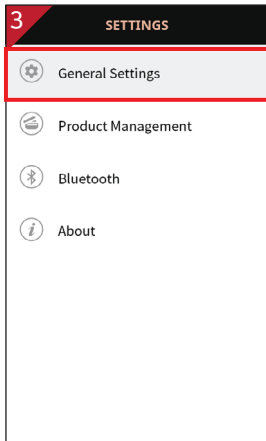 3
SETTINGS
General Settings
Product Management
Bluetooth
About